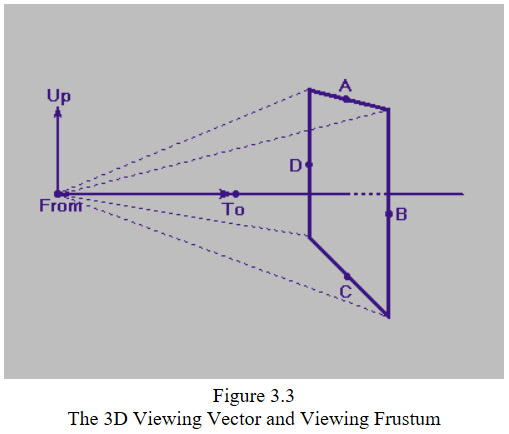 Up
A
D
From
To
B
C
Figure 3.3
The 3D Viewing Vector and Viewing Frustum